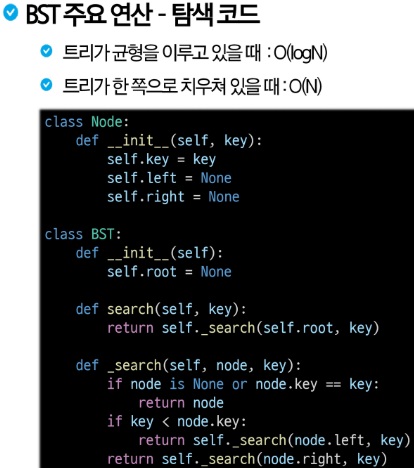 BST 주요 연산 - 탐색 코드
트리가 균형을 이루고 있을 때 : O(logN)
트리가 한 쪽으로 치우쳐 있을 때 : O(N)
class Node:
    def __init__(self, key):
        self.key = key
        self.left = None
        self.right = None
class BST:
    def __init__(self):
        self.root = None
    def search(self, key):
        return self._search(self.root, key)
    def _search(self, node, key):
        if node is None or node.key == key:
            return node
        if key < node.key:
            return self._search(node.left, key)
        return self._search(node.right, key)